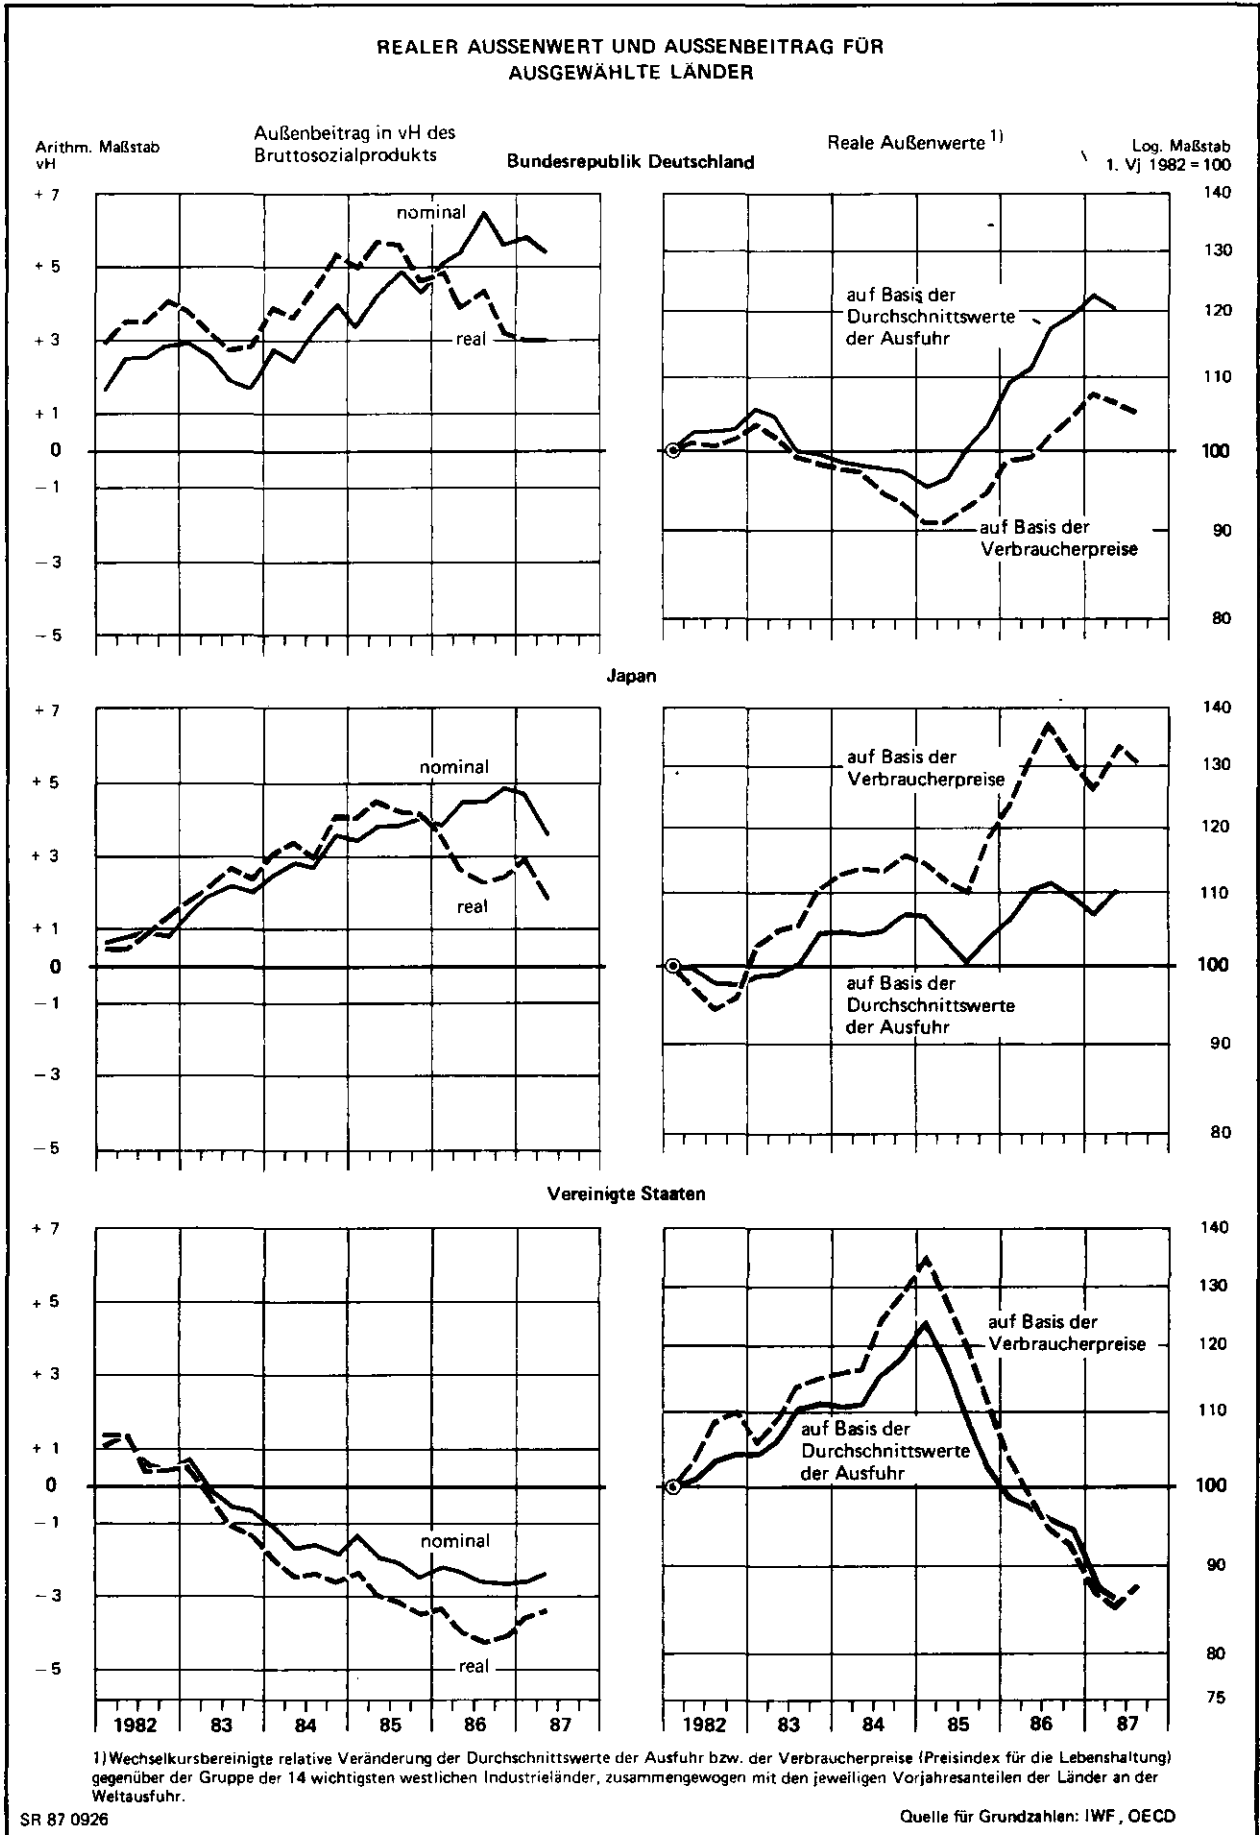 REALER AUSSENWERT UND AUSSENBEITRAG FÜR
AUSGEWÄHLTE LÄNDER
Arithm. Maßstab
vH
Außenbeitrag in vH des
Bruttosozialprodukts
Bundesrepublik Deutschland
Reale Außenwerte 1)
Log. Maßstab
1. Vj 1982 = 100
+ 7
+ 5
+ 3
+ 1
0
– 1
– 3
– 5
nominal
real
140
130
120
110
100
90
80
auf Basis der
Durchschnittswerte
der Ausfuhr
auf Basis der
Verbraucherpreise
Japan
+ 7
+ 5
+ 3
+ 1
0
– 1
– 3
– 5
nominal
real
140
130
120
110
100
90
80
auf Basis der
Verbraucherpreise
auf Basis der
Durchschnittswerte
der Ausfuhr
Vereinigte Staaten
+ 7
+ 5
+ 3
+ 1
0
– 1
– 3
– 5
nominal
real
1982 83 84 85 86 87
140
130
120
110
100
90
80
75
auf Basis der
Verbraucherpreise
auf Basis der
Durchschnittswerte
der Ausfuhr
1982 83 84 85 86 87
1) Wechselkursbereinigte relative Veränderung der Durchschnittswerte der Ausfuhr bzw. der Verbraucherpreise (Preisindex für die Lebenshaltung)
gegenüber der Gruppe der 14 wichtigsten westlichen Industrieländer, zusammengewogen mit den jeweiligen Vorjahresanteilen der Länder an der
Weltausfuhr.
SR 87 0926
Quelle für Grundzahlen: IWF, OECD